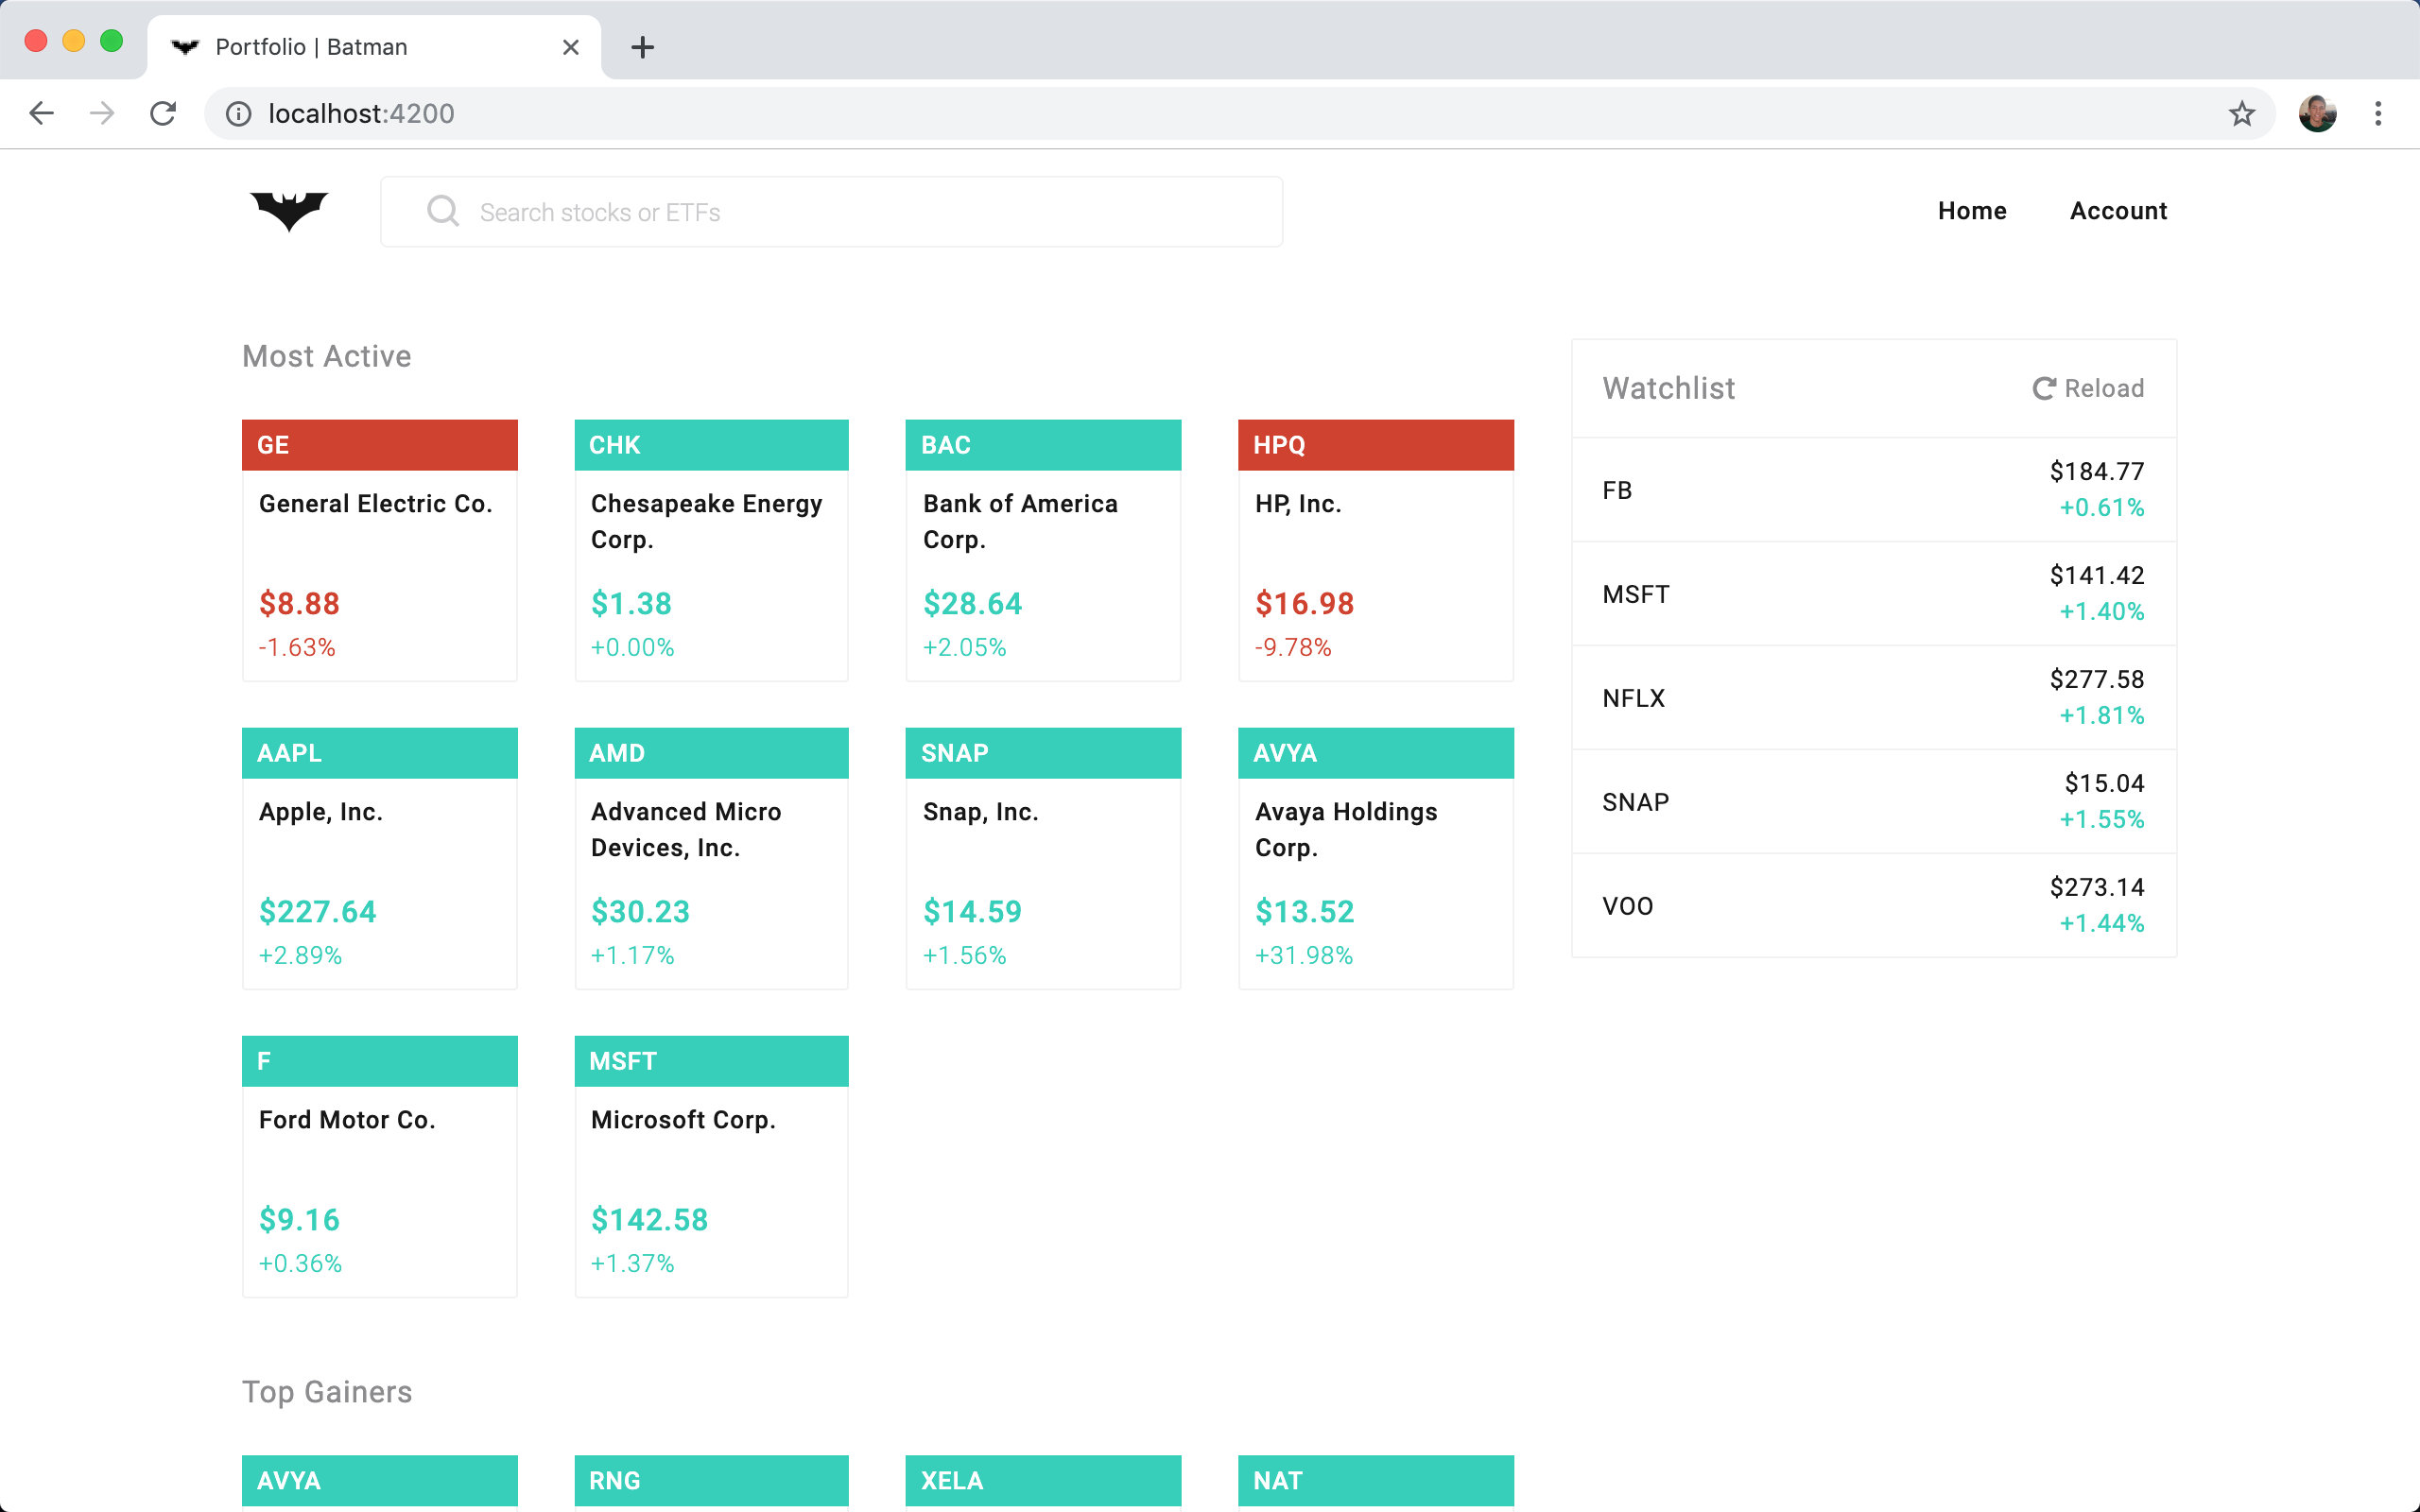 Portfolio | Batman
localhost:4200
Search stocks or ETFs
Home
Account
Most Active
GE
General Electric Co.
$8.88
-1.63%
CHK
Chesapeake Energy
Corp.
$1.38
+0.00%
BAC
Bank of America
Corp.
$28.64
+2.05%
HPQ
HP, Inc.
$16.98
-9.78%
AAPL
Apple, Inc.
$227.64
+2.89%
AMD
Advanced Micro
Devices, Inc.
$30.23
+1.17%
SNAP
Snap, Inc.
$14.59
+1.56%
AVYA
Avaya Holdings
Corp.
$13.52
+31.98%
F
Ford Motor Co.
$9.16
+0.36%
MSFT
Microsoft Corp.
$142.58
+1.37%
Top Gainers
AVYA
RNG
XELA
NAT
Watchlist
Reload
FB
$184.77
+0.61%
MSFT
$141.42
+1.40%
NFLX
$277.58
+1.81%
SNAP
$15.04
+1.55%
VOO
$273.14
+1.44%